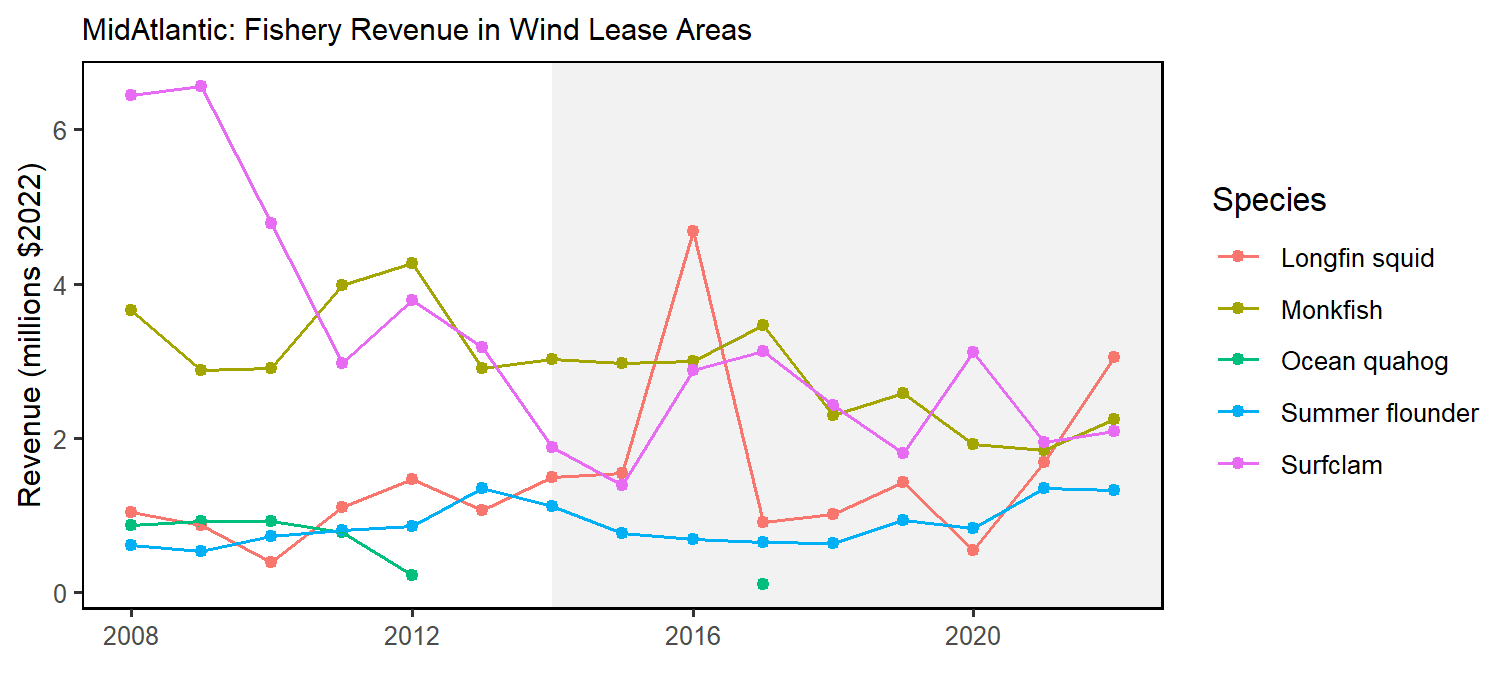 MidAtlantic: Fishery Revenue in Wind Lease Areas
Revenue (millions $2022)
6
4
2
0
2008
2012
2016
2020
Species
Longfin squid
Monkfish
Ocean quahog
Summer flounder
Surfclam